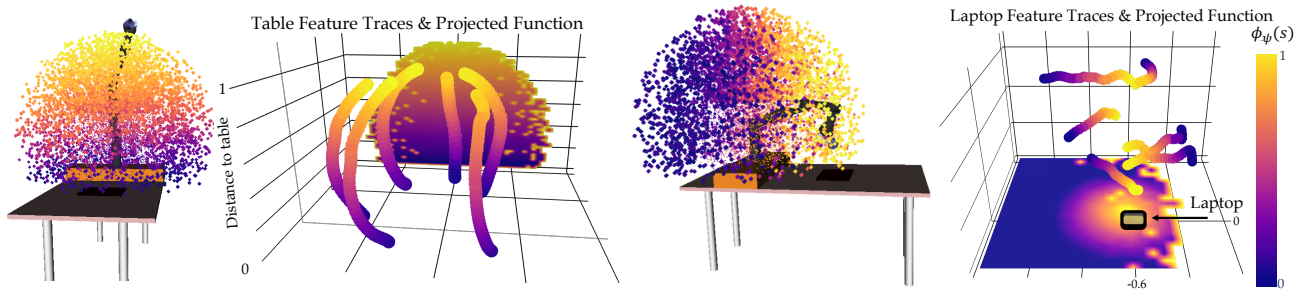 Table Feature Traces & Projected Function
Distance to table
1
0
Laptop Feature Traces & Projected Function
Laptop
0
-0.6
ϕ_ψ(s)
1
0